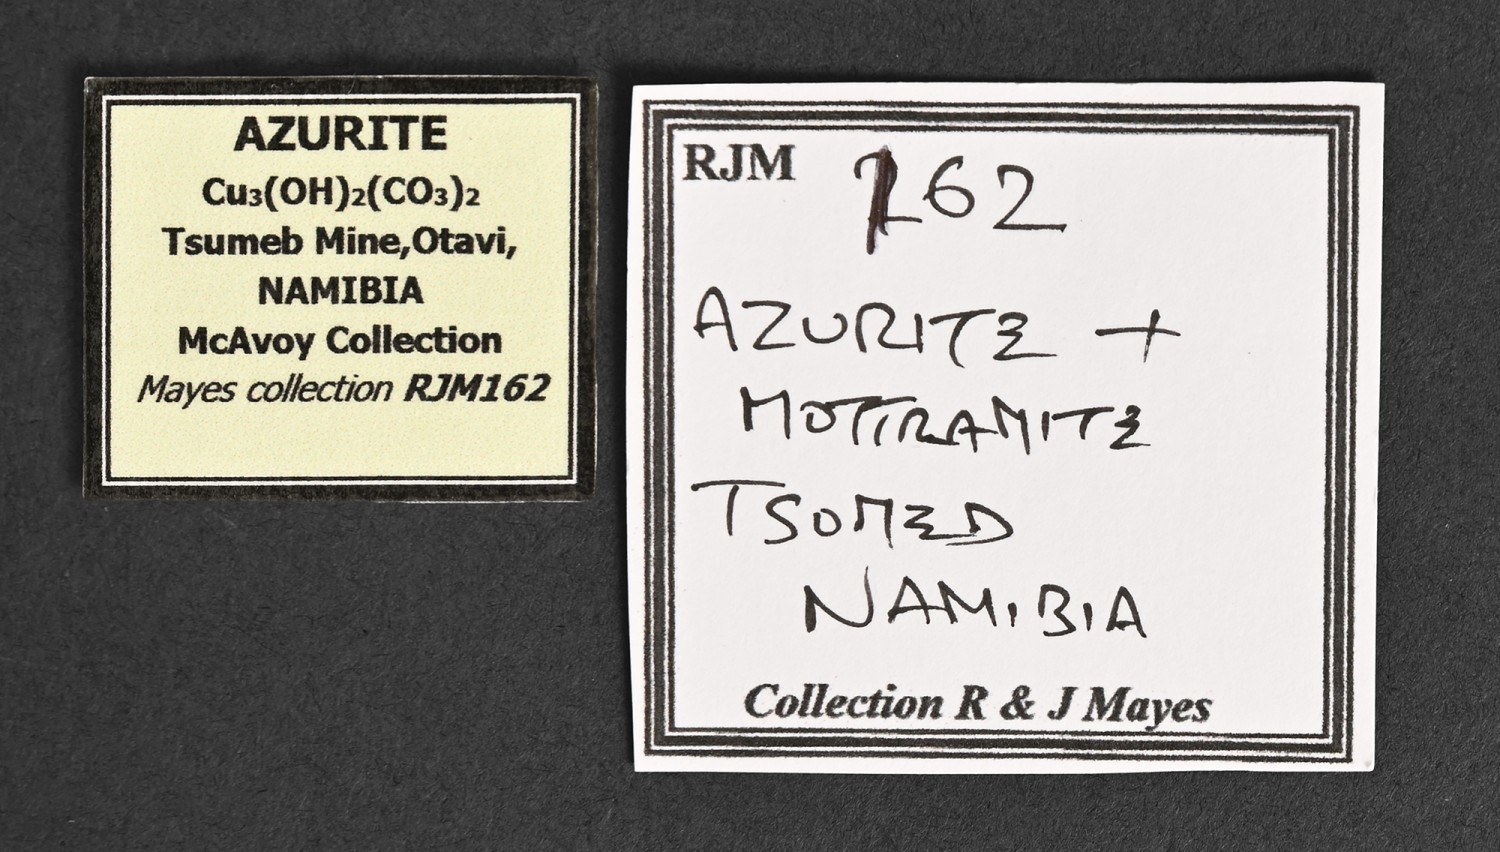 AZURITE
Cu₃(OH)₂(CO₃)₂
Tsumeb Mine,Otavi,
NAMIBIA
McAvoy Collection
Mayes collection RJM162
RJM 162
AZURITE +
MOTTRAMITE
TSUMEB
NAMIBIA
Collection R & J Mayes